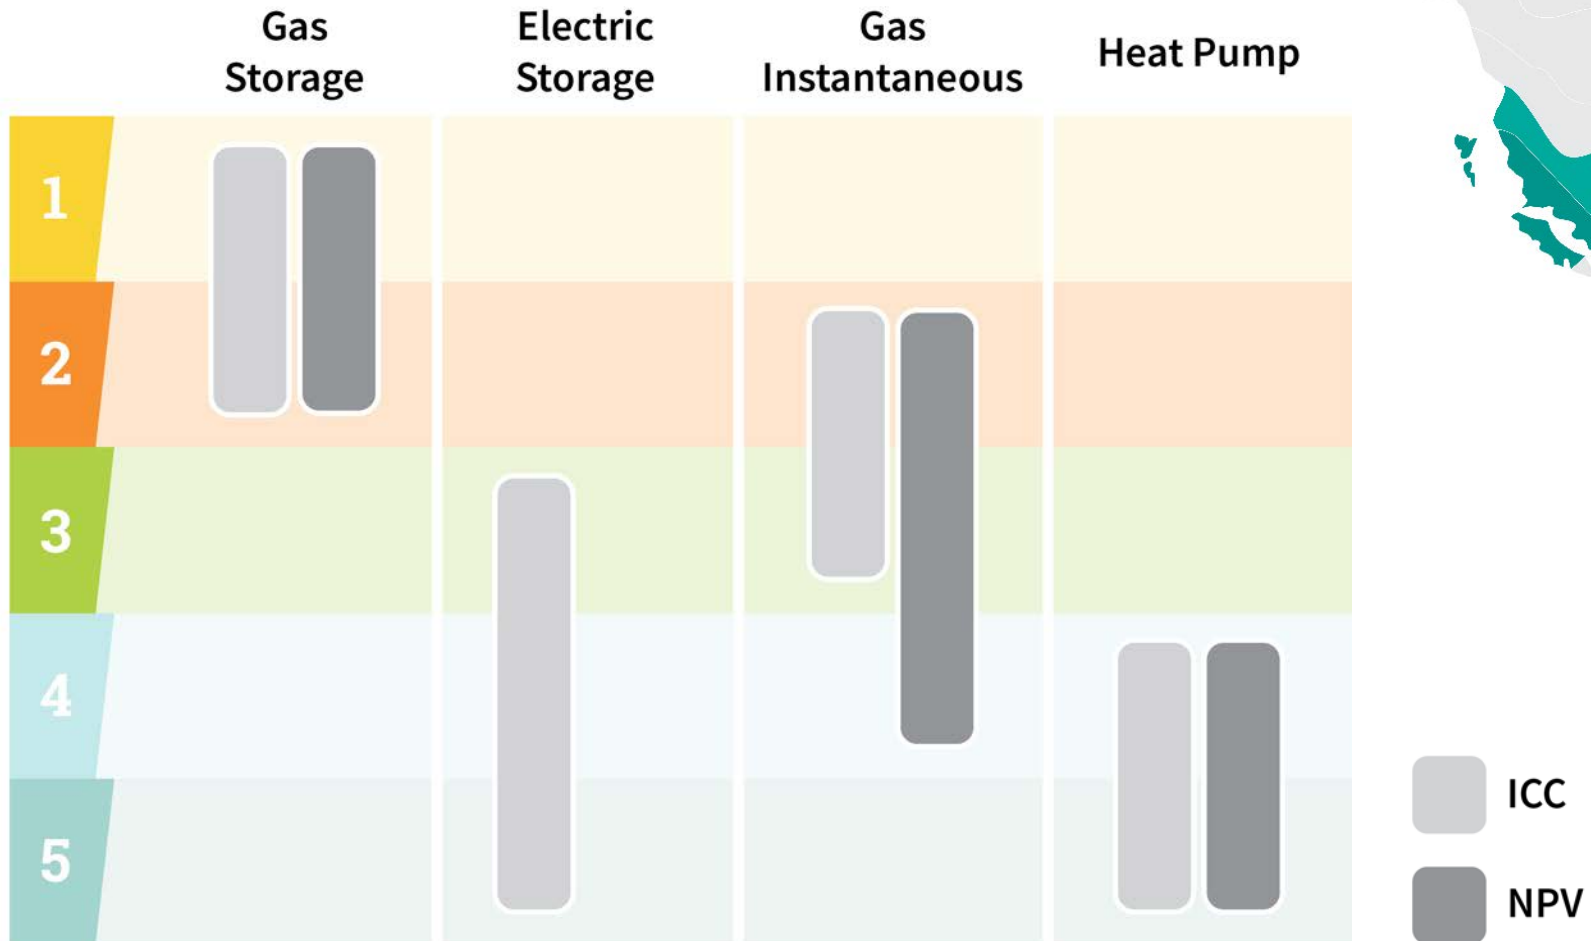 Gas
Storage
Electric
Storage
Gas
Instantaneous
Heat Pump
1
2
3
4
5
ICC
NPV